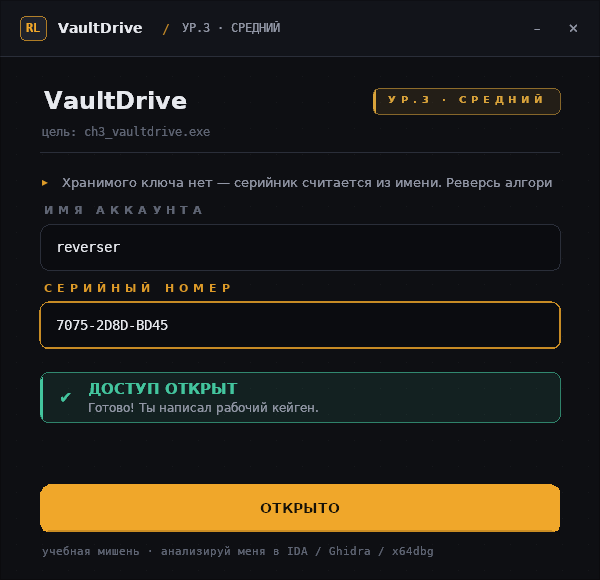 RL VaultDrive / УР.3 · СРЕДНИЙ – ×
VaultDrive
УР.3 · СРЕДНИЙ
цель: ch3_vaultdrive.exe
▸ Хранимого ключа нет — серийник считается из имени. Реверсь алгори
ИМЯ АККАУНТА
reverser
СЕРИЙНЫЙ НОМЕР
7075-2D8D-BD45
✔ ДОСТУП ОТКРЫТ
Готово! Ты написал рабочий кейген.
ОТКРЫТО
учебная мишень · анализируй меня в IDA / Ghidra / x64dbg